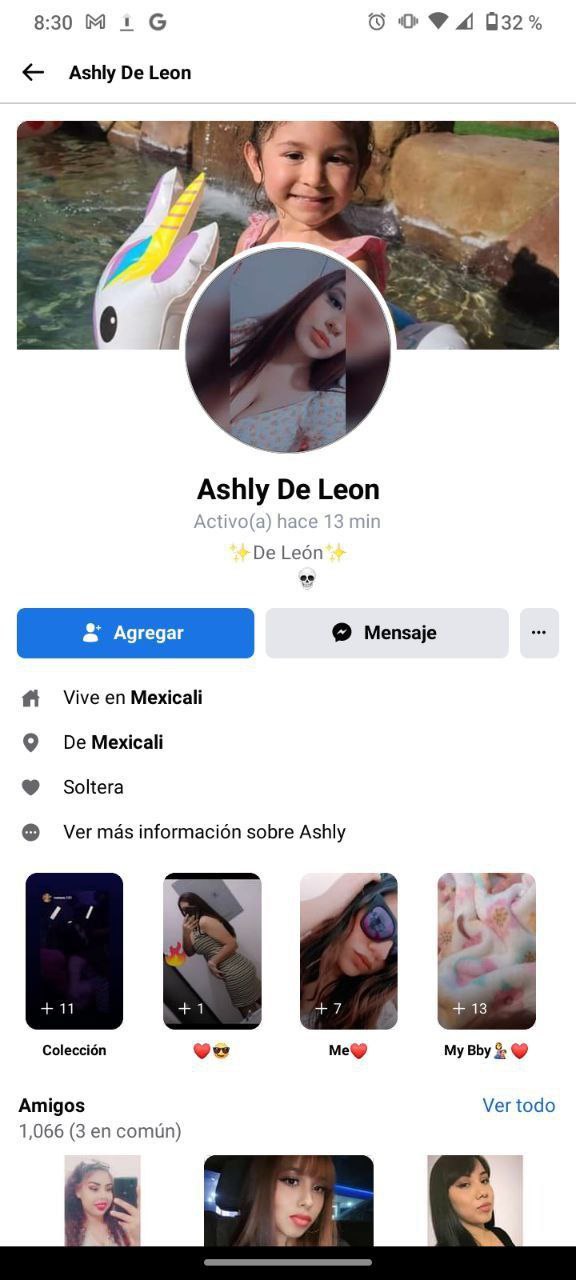 8:30
32 %
Ashly De Leon
Ashly De Leon
Activo(a) hace 13 min
✨De León✨
💀
Agregar
Mensaje
Vive en Mexicali
De Mexicali
Soltera
Ver más información sobre Ashly
+ 11
+ 1
+ 7
+ 13
Colección
❤️😎
Me❤️
My Bby🤱❤️
Amigos
Ver todo
1,066 (3 en común)